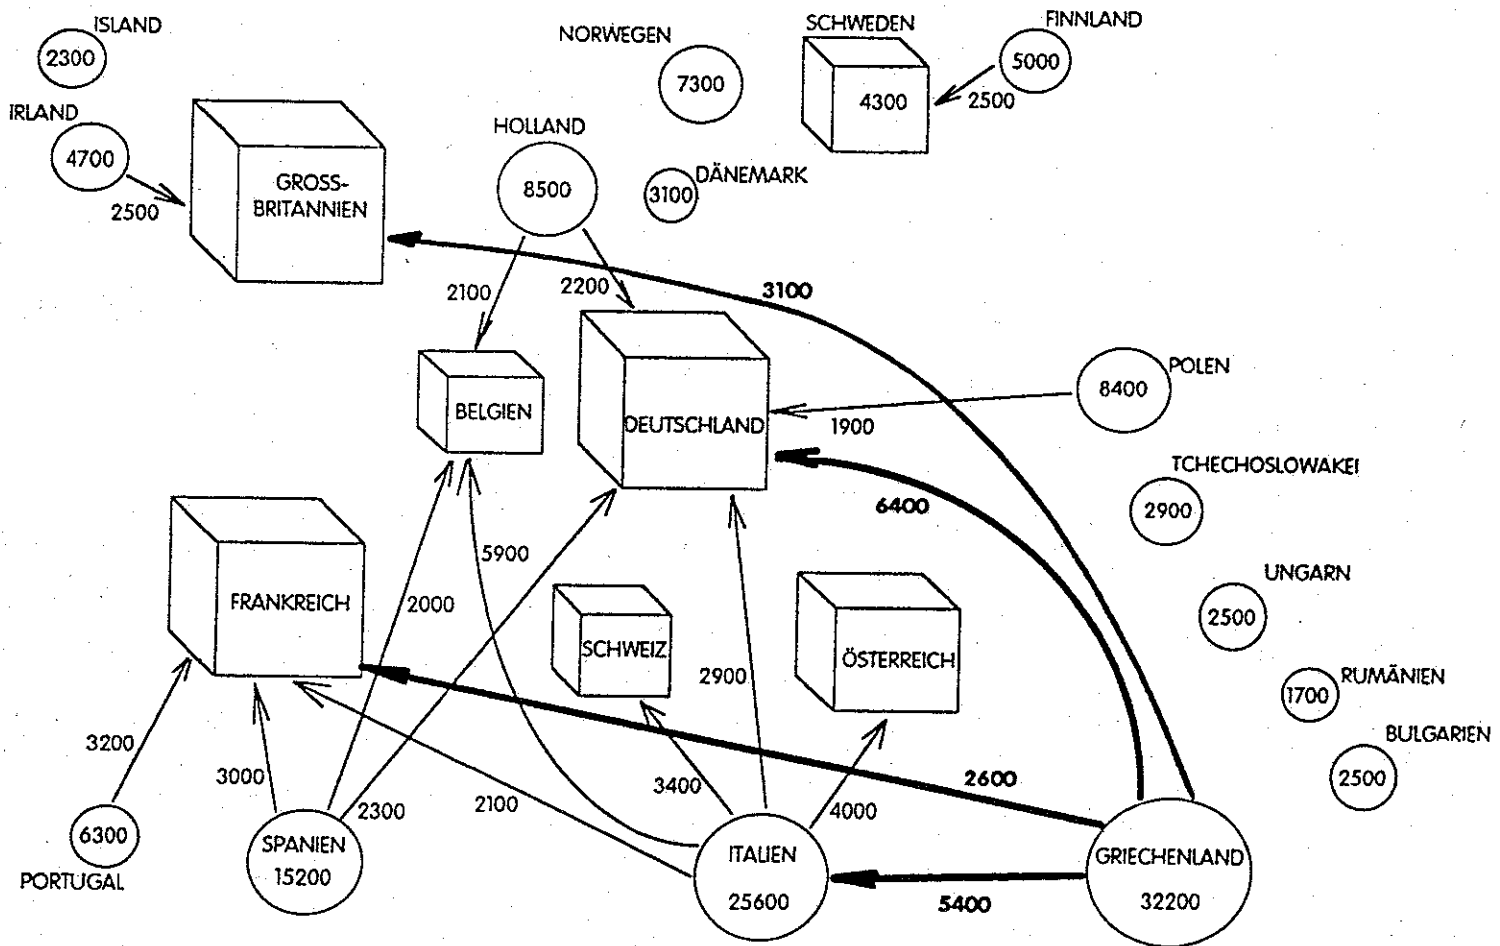 ISLAND
2300
IRLAND
4700
2500
GROSS-
BRITANNIEN
NORWEGEN
7300
SCHWEDEN
4300
FINNLAND
5000
2500
HOLLAND
8500
DÄNEMARK
3100
2100
2200
3100
BELGIEN
DEUTSCHLAND
POLEN
8400
1900
6400
TCHECHOSLOWAKEI
2900
FRANKREICH
5900
2000
SCHWEIZ
ÖSTERREICH
2900
UNGARN
2500
RUMÄNIEN
1700
BULGARIEN
2500
3200
3000
2300
2100
3400
4000
2600
6300
PORTUGAL
SPANIEN
15200
ITALIEN
25600
5400
GRIECHENLAND
32200